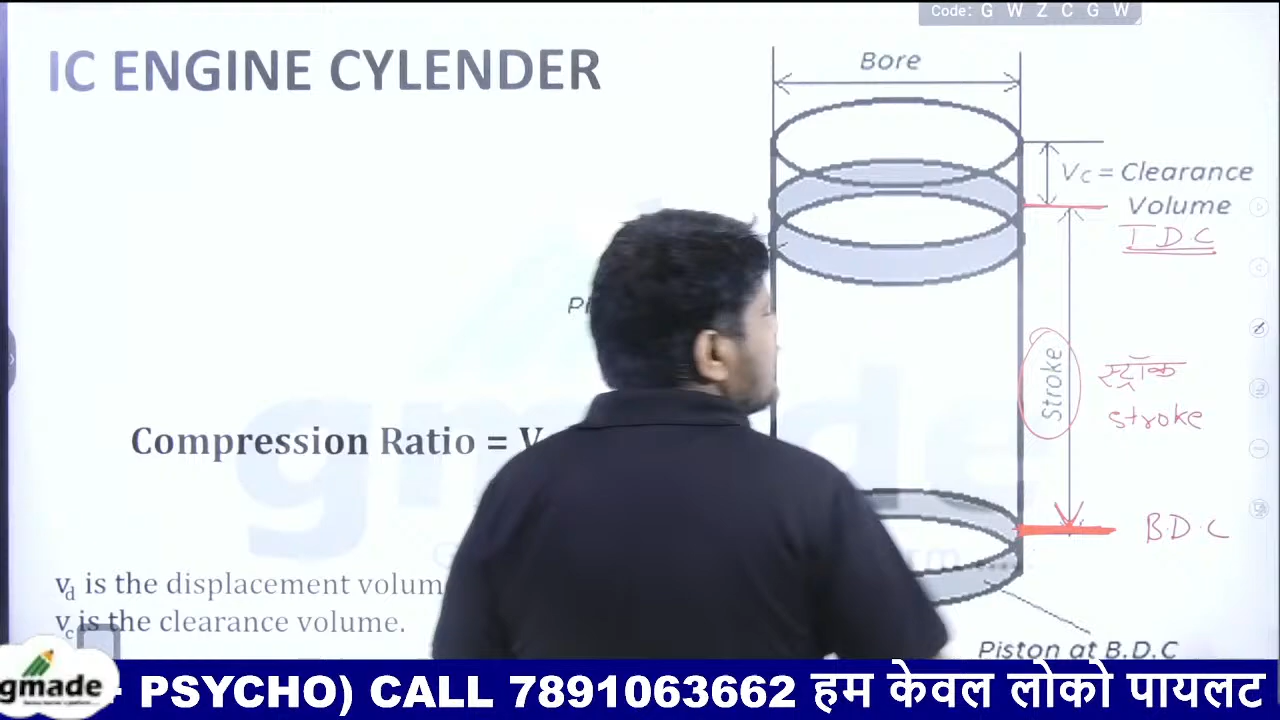 Code: G W Z C G W
IC ENGINE CYLENDER
Bore
Vc = Clearance
Volume
T D C
Stroke
स्ट्रॉक
stroke
Compression Ratio = V
B.D.C
vd is the displacement volum
vc is the clearance volume.
Piston at B.D.C
gmade
PSYCHO) CALL 7891063662 हम केवल लोको पायलट